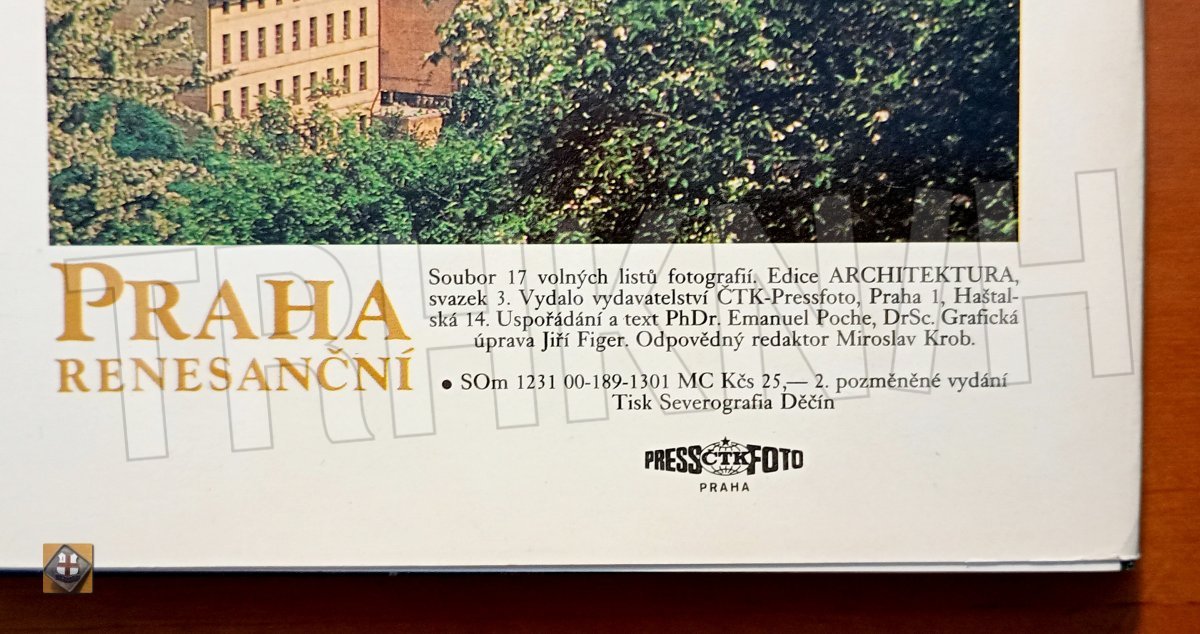 PRAHA
RENESANČNÍ
Soubor 17 volných listů fotografií. Edice ARCHITEKTURA,
svazek 3. Vydalo vydavatelství ČTK-Pressfoto, Praha 1, Haštal-
ská 14. Uspořádání a text PhDr. Emanuel Poche, DrSc. Grafická
úprava Jiří Figer. Odpovědný redaktor Miroslav Krob.
● SOm 1231 00-189-1301 MC Kčs 25,— 2. pozměněné vydání
Tisk Severografia Děčín
PRESS ČTK FOTO
PRAHA
TRHKNIH